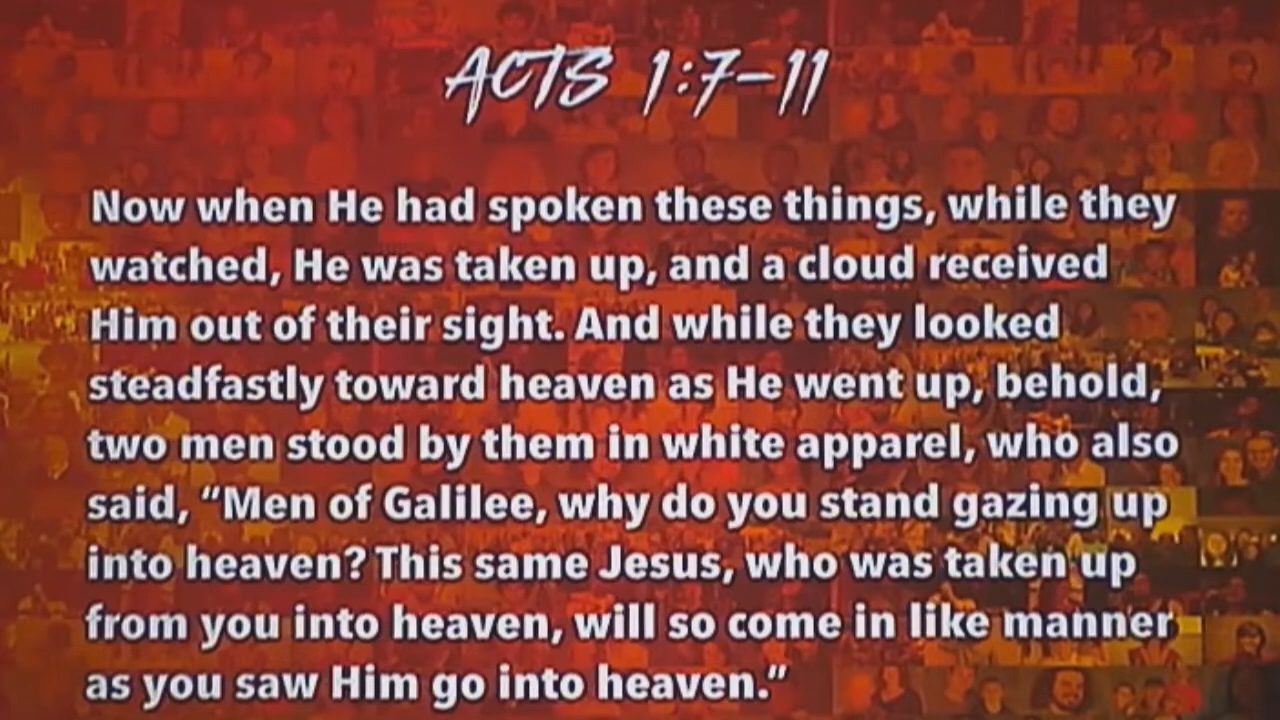 ACTS 1:7-11
Now when He had spoken these things, while they
watched, He was taken up, and a cloud received
Him out of their sight. And while they looked
steadfastly toward heaven as He went up, behold,
two men stood by them in white apparel, who also
said, “Men of Galilee, why do you stand gazing up
into heaven? This same Jesus, who was taken up
from you into heaven, will so come in like manner
as you saw Him go into heaven.”